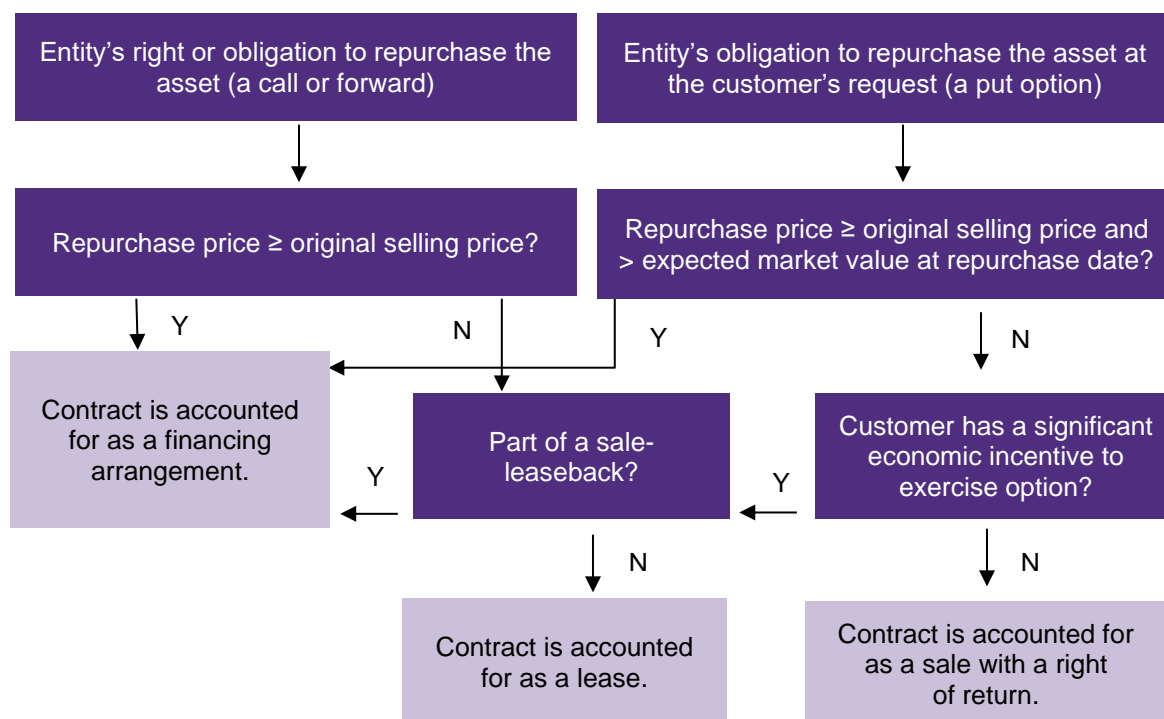 Entity’s right or obligation to repurchase the
asset (a call or forward)
Entity’s obligation to repurchase the asset at
the customer’s request (a put option)
Repurchase price ≥ original selling price?
Repurchase price ≥ original selling price and
> expected market value at repurchase date?
Y
N
Y
N
Contract is accounted
for as a financing
arrangement.
Y
Part of a sale-
leaseback?
Y
Customer has a significant
economic incentive to
exercise option?
N
N
Contract is accounted
for as a lease.
Contract is accounted for
as a sale with a right
of return.